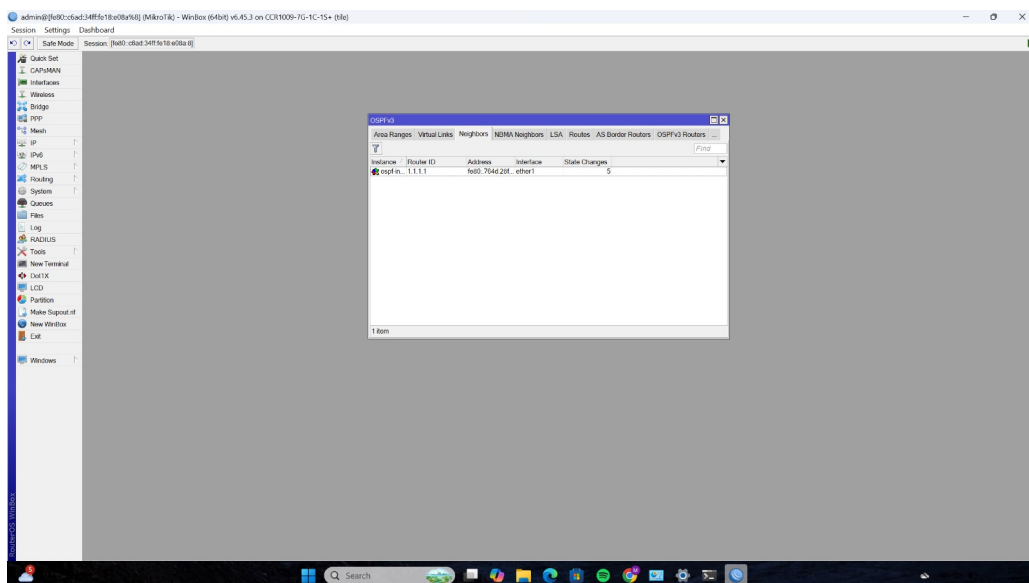 admin@[fe80::c6ad:34ff:fe18:e08a%8] (MikroTik) - WinBox (64bit) v6.45.3 on CCR1009-7G-1C-1S+ (tile)
Session Settings Dashboard
Safe Mode Session: [fe80::c6ad:34ff:fe18:e08a:8]
Quick Set
CAPsMAN
Interfaces
Wireless
Bridge
PPP
Mesh
IP
IPv6
MPLS
Routing
System
Queues
Files
Log
RADIUS
Tools
New Terminal
Dot1X
LCD
Partition
Make Supout.rif
New WinBox
Exit
Windows
RouterOS WinBox
OSPFv3
Area Ranges Virtual Links Neighbors NBMA Neighbors LSA Routes AS Border Routers OSPFv3 Routers ...
Find
Instance Router ID Address Interface State Changes
ospf-in... 1.1.1.1 fe80::764d:28f... ether1 5
1 item
5
Search